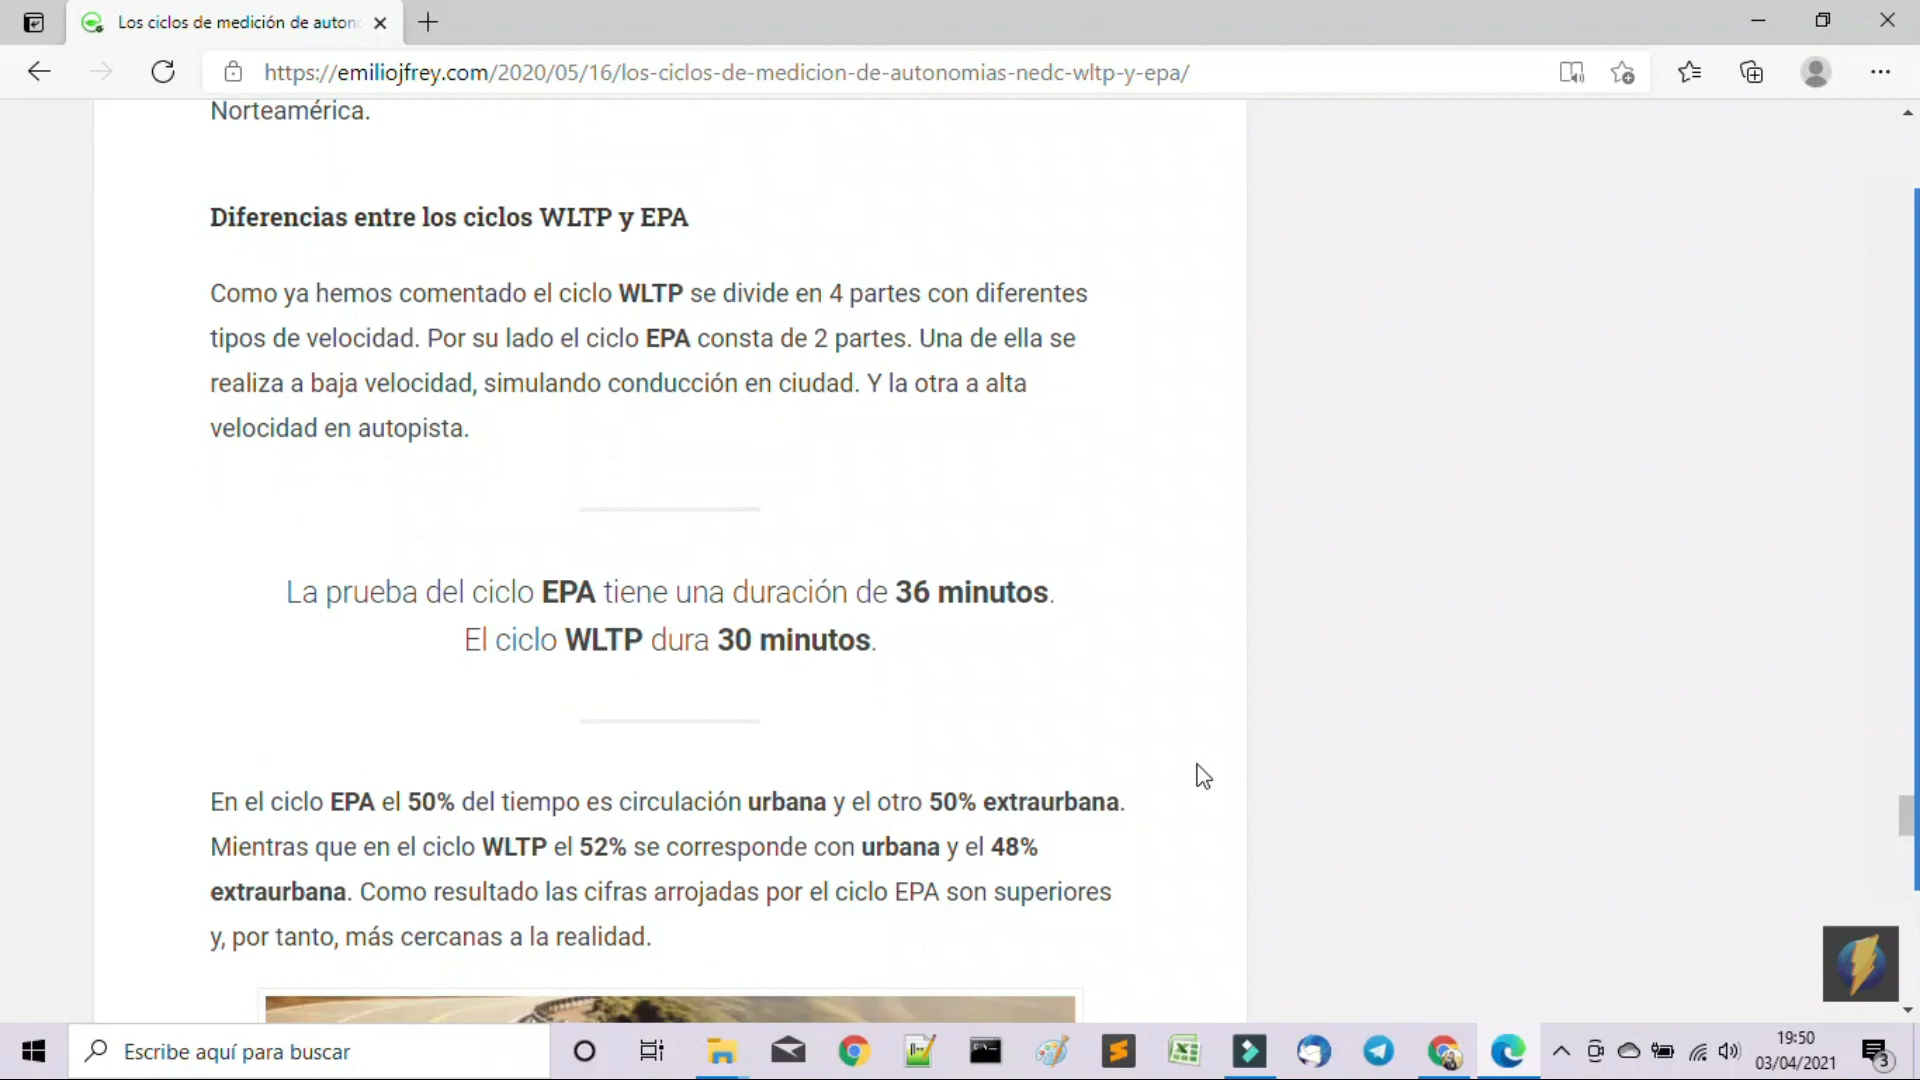 Los ciclos de medición de auton
https://emiliojfrey.com/2020/05/16/los-ciclos-de-medicion-de-autonomias-nedc-wltp-y-epa/
Norteamérica.
Diferencias entre los ciclos WLTP y EPA
Como ya hemos comentado el ciclo WLTP se divide en 4 partes con diferentes
tipos de velocidad. Por su lado el ciclo EPA consta de 2 partes. Una de ella se
realiza a baja velocidad, simulando conducción en ciudad. Y la otra a alta
velocidad en autopista.
La prueba del ciclo EPA tiene una duración de 36 minutos.
El ciclo WLTP dura 30 minutos.
En el ciclo EPA el 50% del tiempo es circulación urbana y el otro 50% extraurbana.
Mientras que en el ciclo WLTP el 52% se corresponde con urbana y el 48%
extraurbana. Como resultado las cifras arrojadas por el ciclo EPA son superiores
y, por tanto, más cercanas a la realidad.
Escribe aquí para buscar
19:50
03/04/2021
3